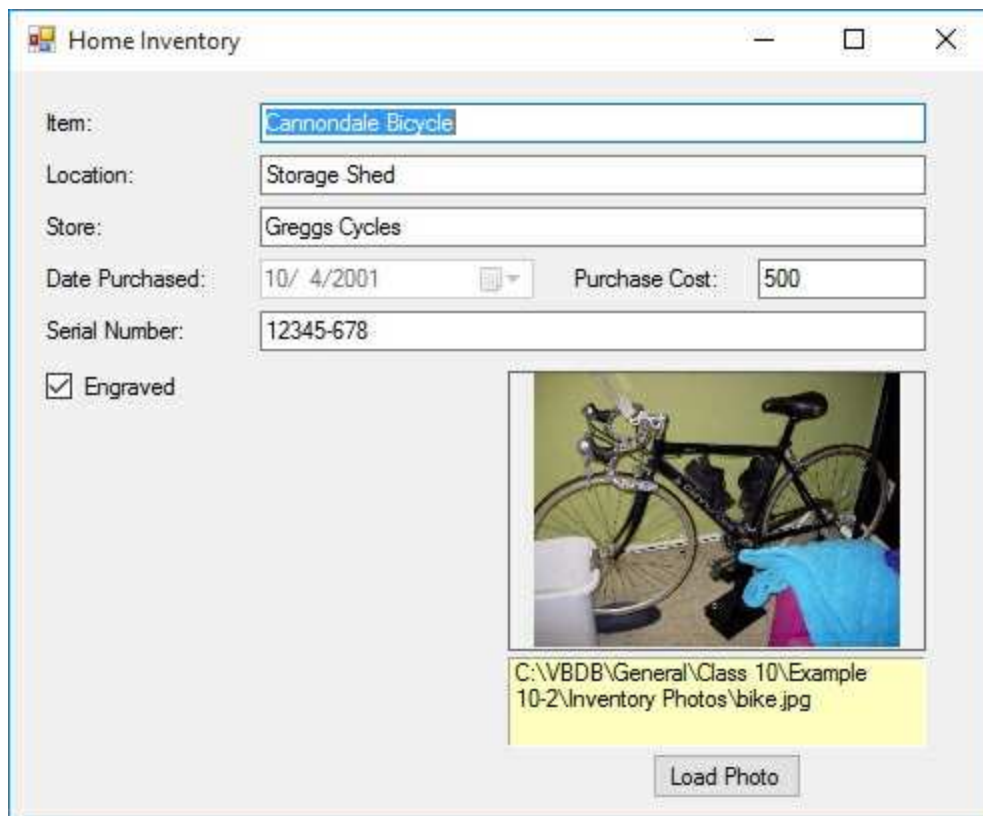 Home Inventory
Item: Cannondale Bicycle
Location: Storage Shed
Store: Greggs Cycles
Date Purchased: 10/ 4/2001 Purchase Cost: 500
Serial Number: 12345-678
Engraved
C:\VBDB\General\Class 10\Example
10-2\Inventory Photos\bike.jpg
Load Photo